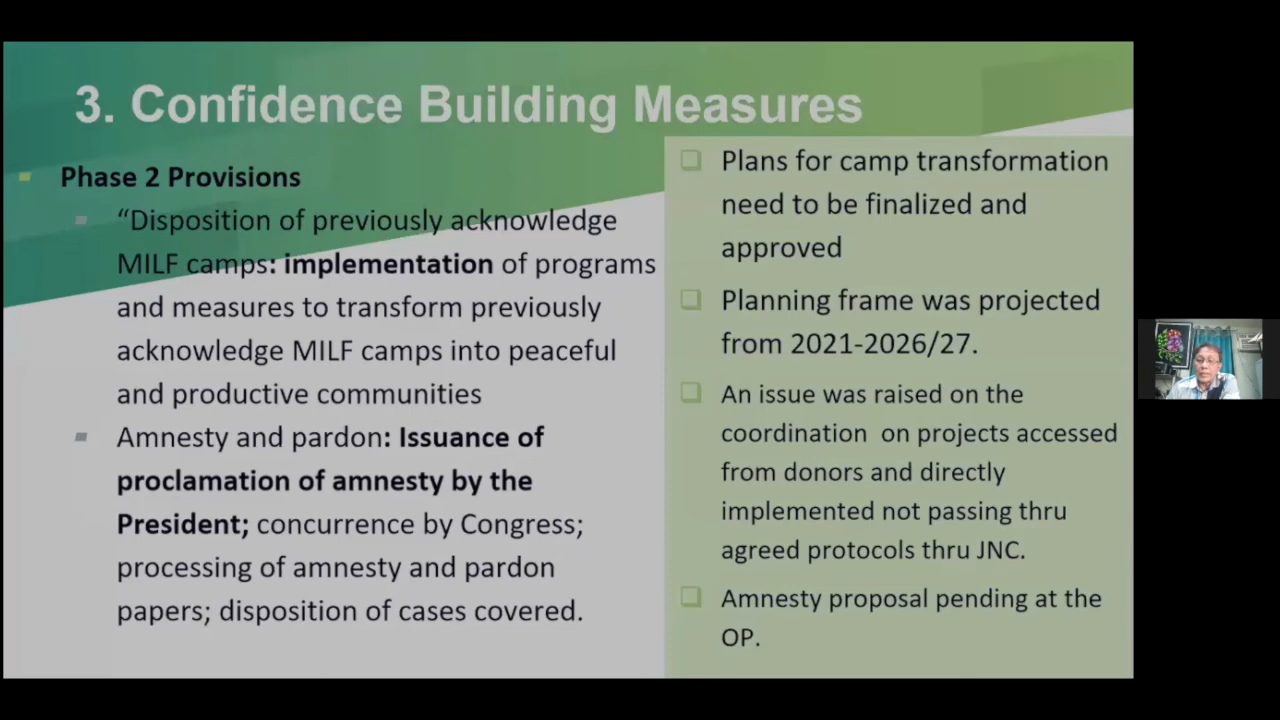 3. Confidence Building Measures
Phase 2 Provisions
“Disposition of previously acknowledge
MILF camps: implementation of programs
and measures to transform previously
acknowledge MILF camps into peaceful
and productive communities
Amnesty and pardon: Issuance of
proclamation of amnesty by the
President; concurrence by Congress;
processing of amnesty and pardon
papers; disposition of cases covered.
Plans for camp transformation
need to be finalized and
approved
Planning frame was projected
from 2021-2026/27.
An issue was raised on the
coordination on projects accessed
from donors and directly
implemented not passing thru
agreed protocols thru JNC.
Amnesty proposal pending at the
OP.